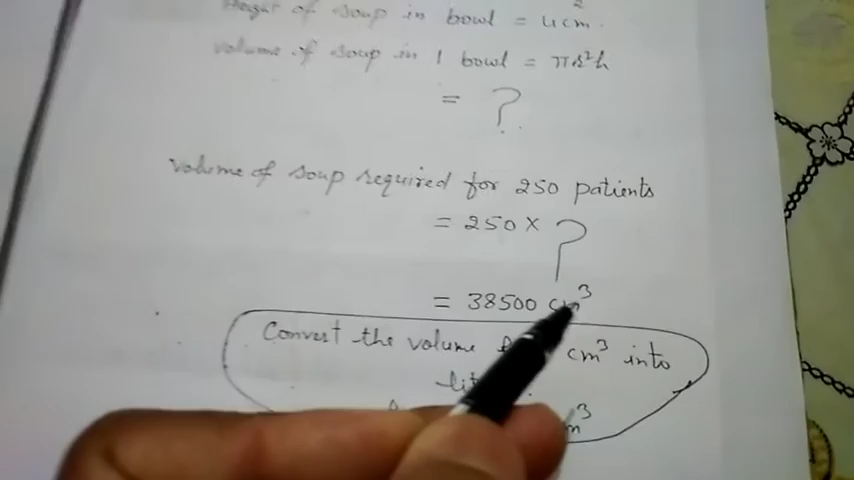 Height of soup in bowl = 4cm.
volume of soup in 1 bowl = πr²h
= ?
volume of soup required for 250 patients
= 250 × ?
= 38500 cm³
Convert the volume cm³ into